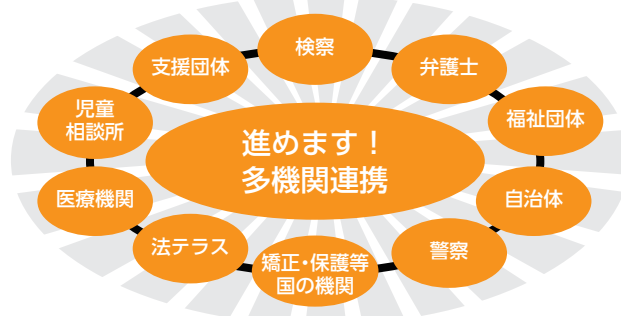 検察
弁護士
福祉団体
自治体
警察
矯正・保護等
国の機関
法テラス
医療機関
児童
相談所
支援団体
進めます！
多機関連携